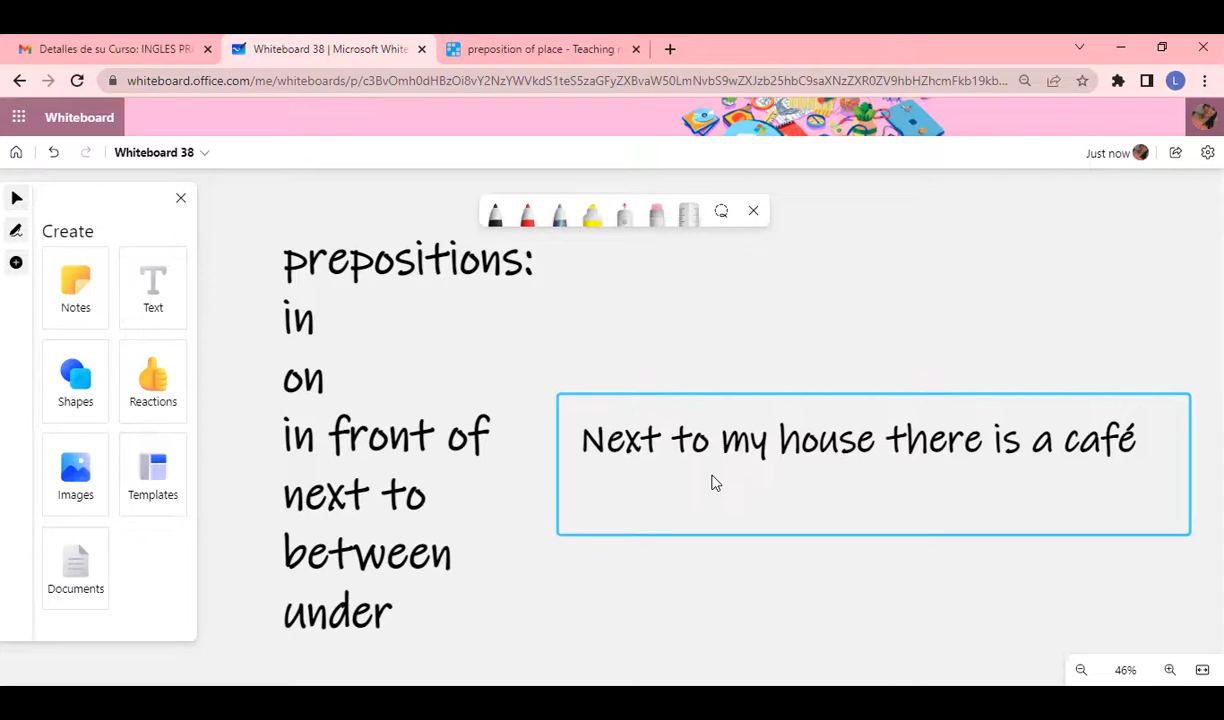 Detalles de su Curso: INGLES PRI
Whiteboard 38 | Microsoft White
preposition of place - Teaching r
whiteboard.office.com/me/whiteboards/p/c3BvOmh0dHBzOi8vY2NzYWVkdS1teS5zaGFyZXBvaW50LmNvbS9wZXJzb25hbC9saXNzZXR0ZV9hbHZhcmFkb19kb...
L
Whiteboard
Whiteboard 38
Just now
Create
Notes
Text
Shapes
Reactions
Images
Templates
Documents
prepositions:
in
on
in front of
next to
between
under
Next to my house there is a café
46%